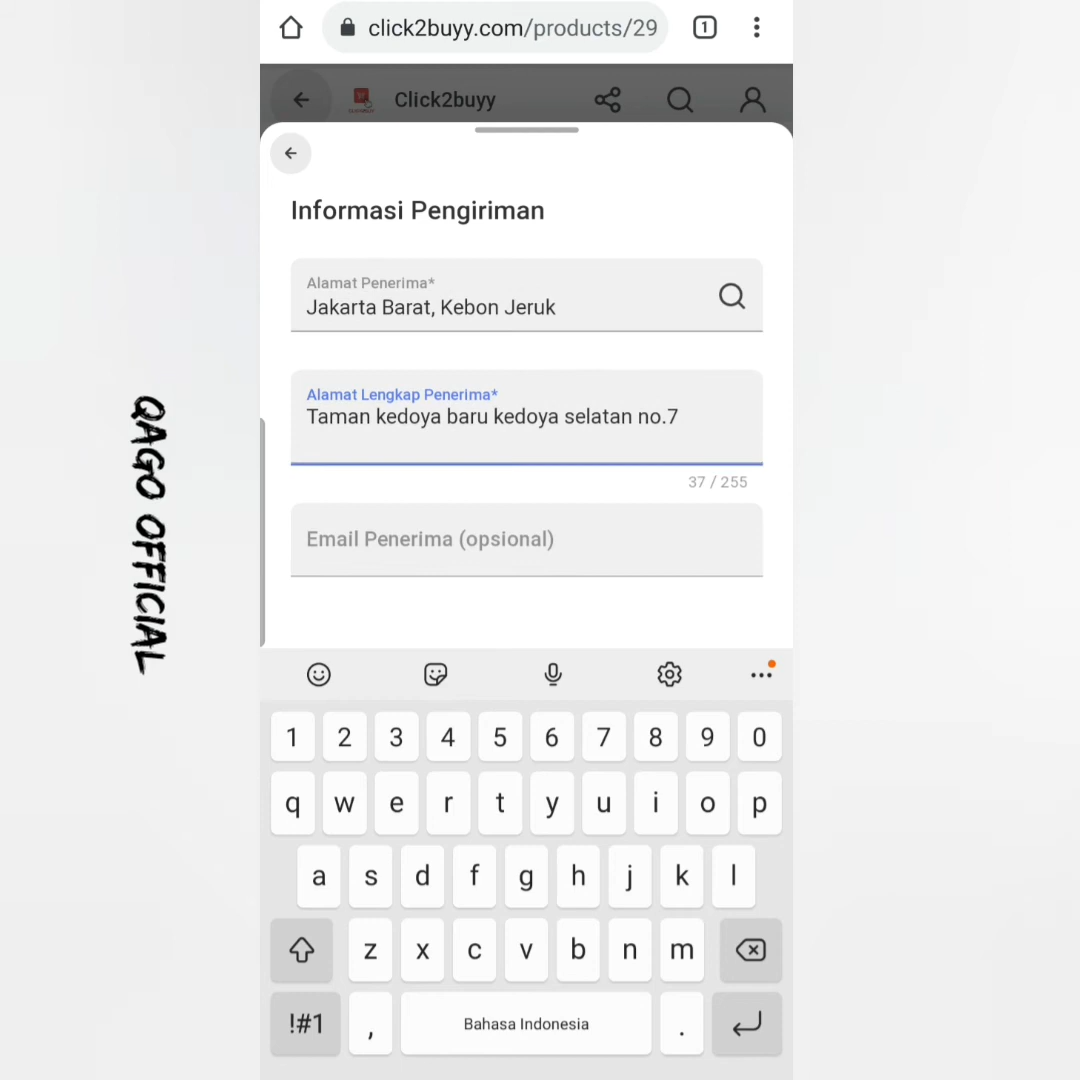 click2buyy.com/products/29
1
Click2buyy
Informasi Pengiriman
Alamat Penerima*
Jakarta Barat, Kebon Jeruk
Alamat Lengkap Penerima*
Taman kedoya baru kedoya selatan no.7
37 / 255
Email Penerima (opsional)
QAGO OFFICIAL
1 2 3 4 5 6 7 8 9 0
q w e r t y u i o p
a s d f g h j k l
z x c v b n m
!#1 , Bahasa Indonesia .